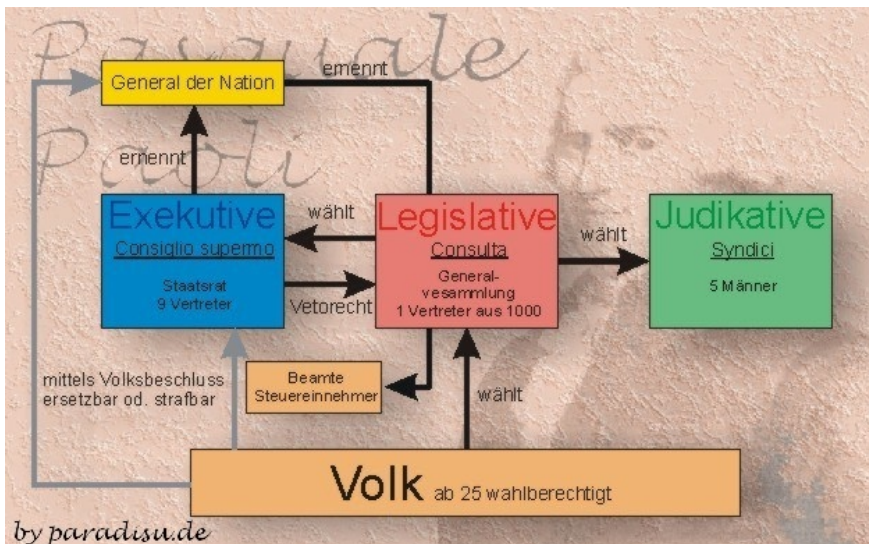 Pasquale
Paoli
General der Nation
ernennt
ernennt
Exekutive
Consiglio supermo
Staatsrat
9 Vertreter
wählt
Vetorecht
Legislative
Consulta
General-
vesammlung
1 Vertreter aus 1000
wählt
Judikative
Syndici
5 Männer
mittels Volksbeschluss
ersetzbar od. strafbar
Beamte
Steuereinnehmer
wählt
Volk ab 25 wahlberechtigt
by paradisu.de